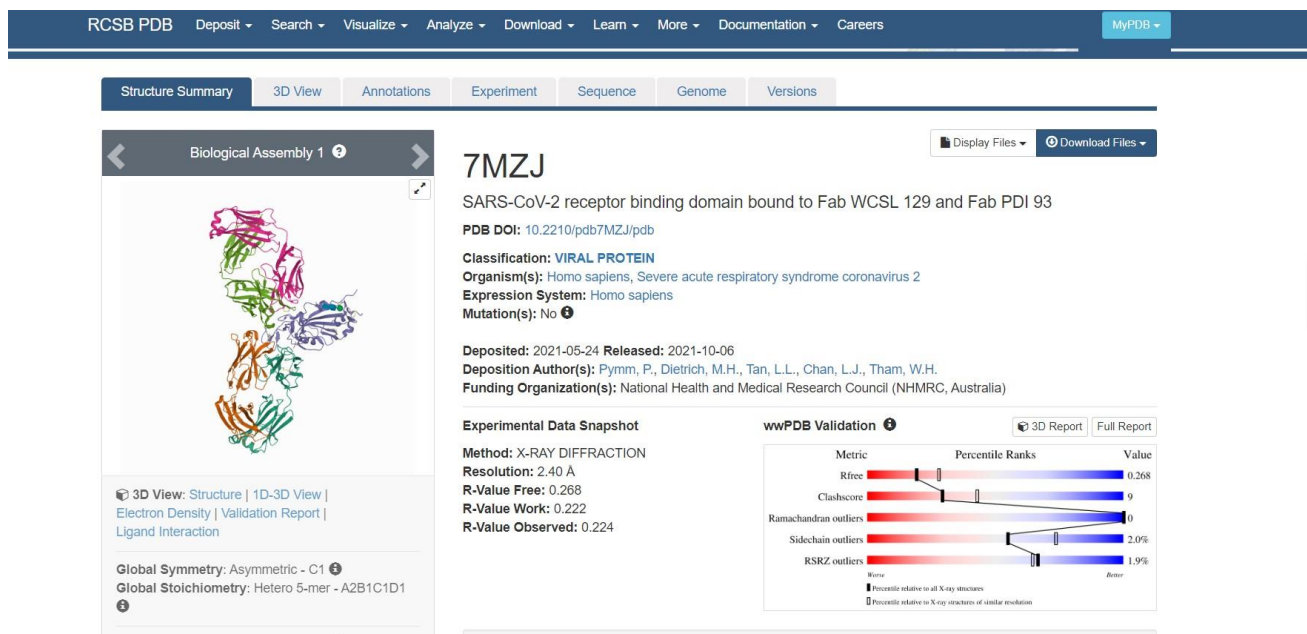 RCSB PDB Deposit Search Visualize Analyze Download Learn More Documentation Careers MyPDB
Structure Summary 3D View Annotations Experiment Sequence Genome Versions
Biological Assembly 1
Display Files Download Files
7MZJ
SARS-CoV-2 receptor binding domain bound to Fab WCSL 129 and Fab PDI 93
PDB DOI: 10.2210/pdb7MZJ/pdb
Classification: VIRAL PROTEIN
Organism(s): Homo sapiens, Severe acute respiratory syndrome coronavirus 2
Expression System: Homo sapiens
Mutation(s): No
Deposited: 2021-05-24 Released: 2021-10-06
Deposition Author(s): Pymm, P., Dietrich, M.H., Tan, L.L., Chan, L.J., Tham, W.H.
Funding Organization(s): National Health and Medical Research Council (NHMRC, Australia)
3D View: Structure | 1D-3D View |
Electron Density | Validation Report |
Ligand Interaction
Global Symmetry: Asymmetric - C1
Global Stoichiometry: Hetero 5-mer - A2B1C1D1
Experimental Data Snapshot
Method: X-RAY DIFFRACTION
Resolution: 2.40 Å
R-Value Free: 0.268
R-Value Work: 0.222
R-Value Observed: 0.224
wwPDB Validation 3D Report Full Report
Metric Percentile Ranks Value
Rfree 0.268
Clashscore 9
Ramachandran outliers 0
Sidechain outliers 2.0%
RSRZ outliers 1.9%
Worse Better
Percentile relative to all X-ray structures
Percentile relative to X-ray structures of similar resolution